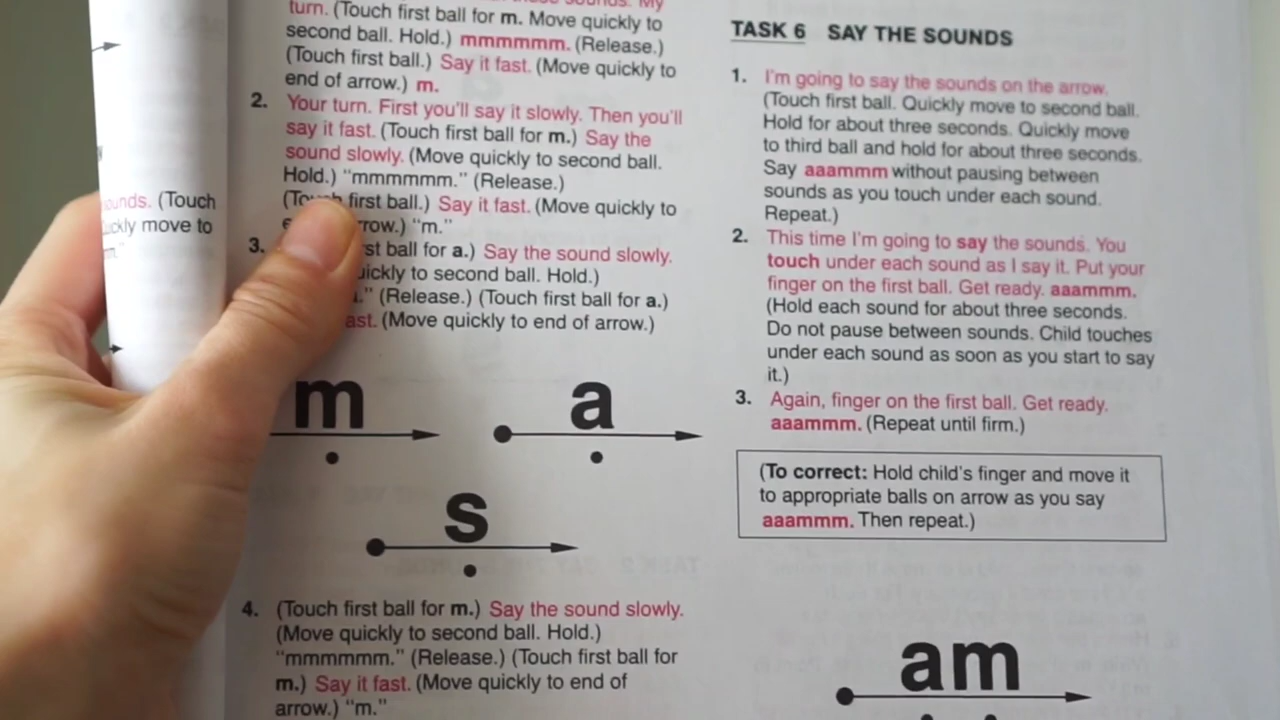 sounds. (Touch
quickly move to
these sounds. My
turn. (Touch first ball for m. Move quickly to
second ball. Hold.) mmmmmm. (Release.)
(Touch first ball.) Say it fast. (Move quickly to
end of arrow.) m.
2. Your turn. First you'll say it slowly. Then you'll
say it fast. (Touch first ball for m.) Say the
sound slowly. (Move quickly to second ball.
Hold.) “mmmmmm.” (Release.)
(Touch first ball.) Say it fast. (Move quickly to
arrow.) “m.”
3. first ball for a.) Say the sound slowly.
quickly to second ball. Hold.)
(Release.) (Touch first ball for a.)
fast. (Move quickly to end of arrow.)
m a
s
4. (Touch first ball for m.) Say the sound slowly.
(Move quickly to second ball. Hold.)
“mmmmmm.” (Release.) (Touch first ball for
m.) Say it fast. (Move quickly to end of
arrow.) “m.”
TASK 6 SAY THE SOUNDS
1. I'm going to say the sounds on the arrow.
(Touch first ball. Quickly move to second ball.
Hold for about three seconds. Quickly move
to third ball and hold for about three seconds.
Say aaammm without pausing between
sounds as you touch under each sound.
Repeat.)
2. This time I'm going to say the sounds. You
touch under each sound as I say it. Put your
finger on the first ball. Get ready. aaammm.
(Hold each sound for about three seconds.
Do not pause between sounds. Child touches
under each sound as soon as you start to say
it.)
3. Again, finger on the first ball. Get ready.
aaammm. (Repeat until firm.)
(To correct: Hold child's finger and move it
to appropriate balls on arrow as you say
aaammm. Then repeat.)
am